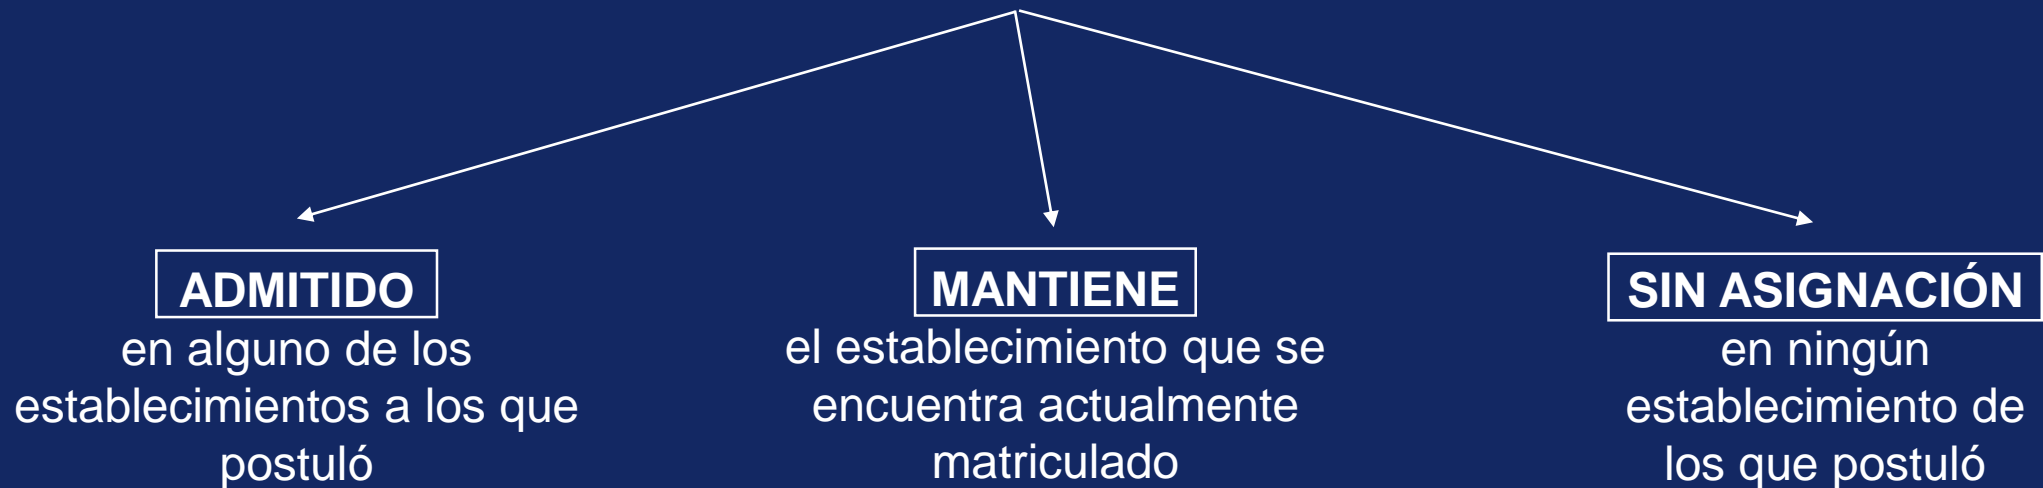 ADMITIDO
en alguno de los
establecimientos a los que
postuló
MANTIENE
el establecimiento que se
encuentra actualmente
matriculado
SIN ASIGNACIÓN
en ningún
establecimiento de
los que postuló